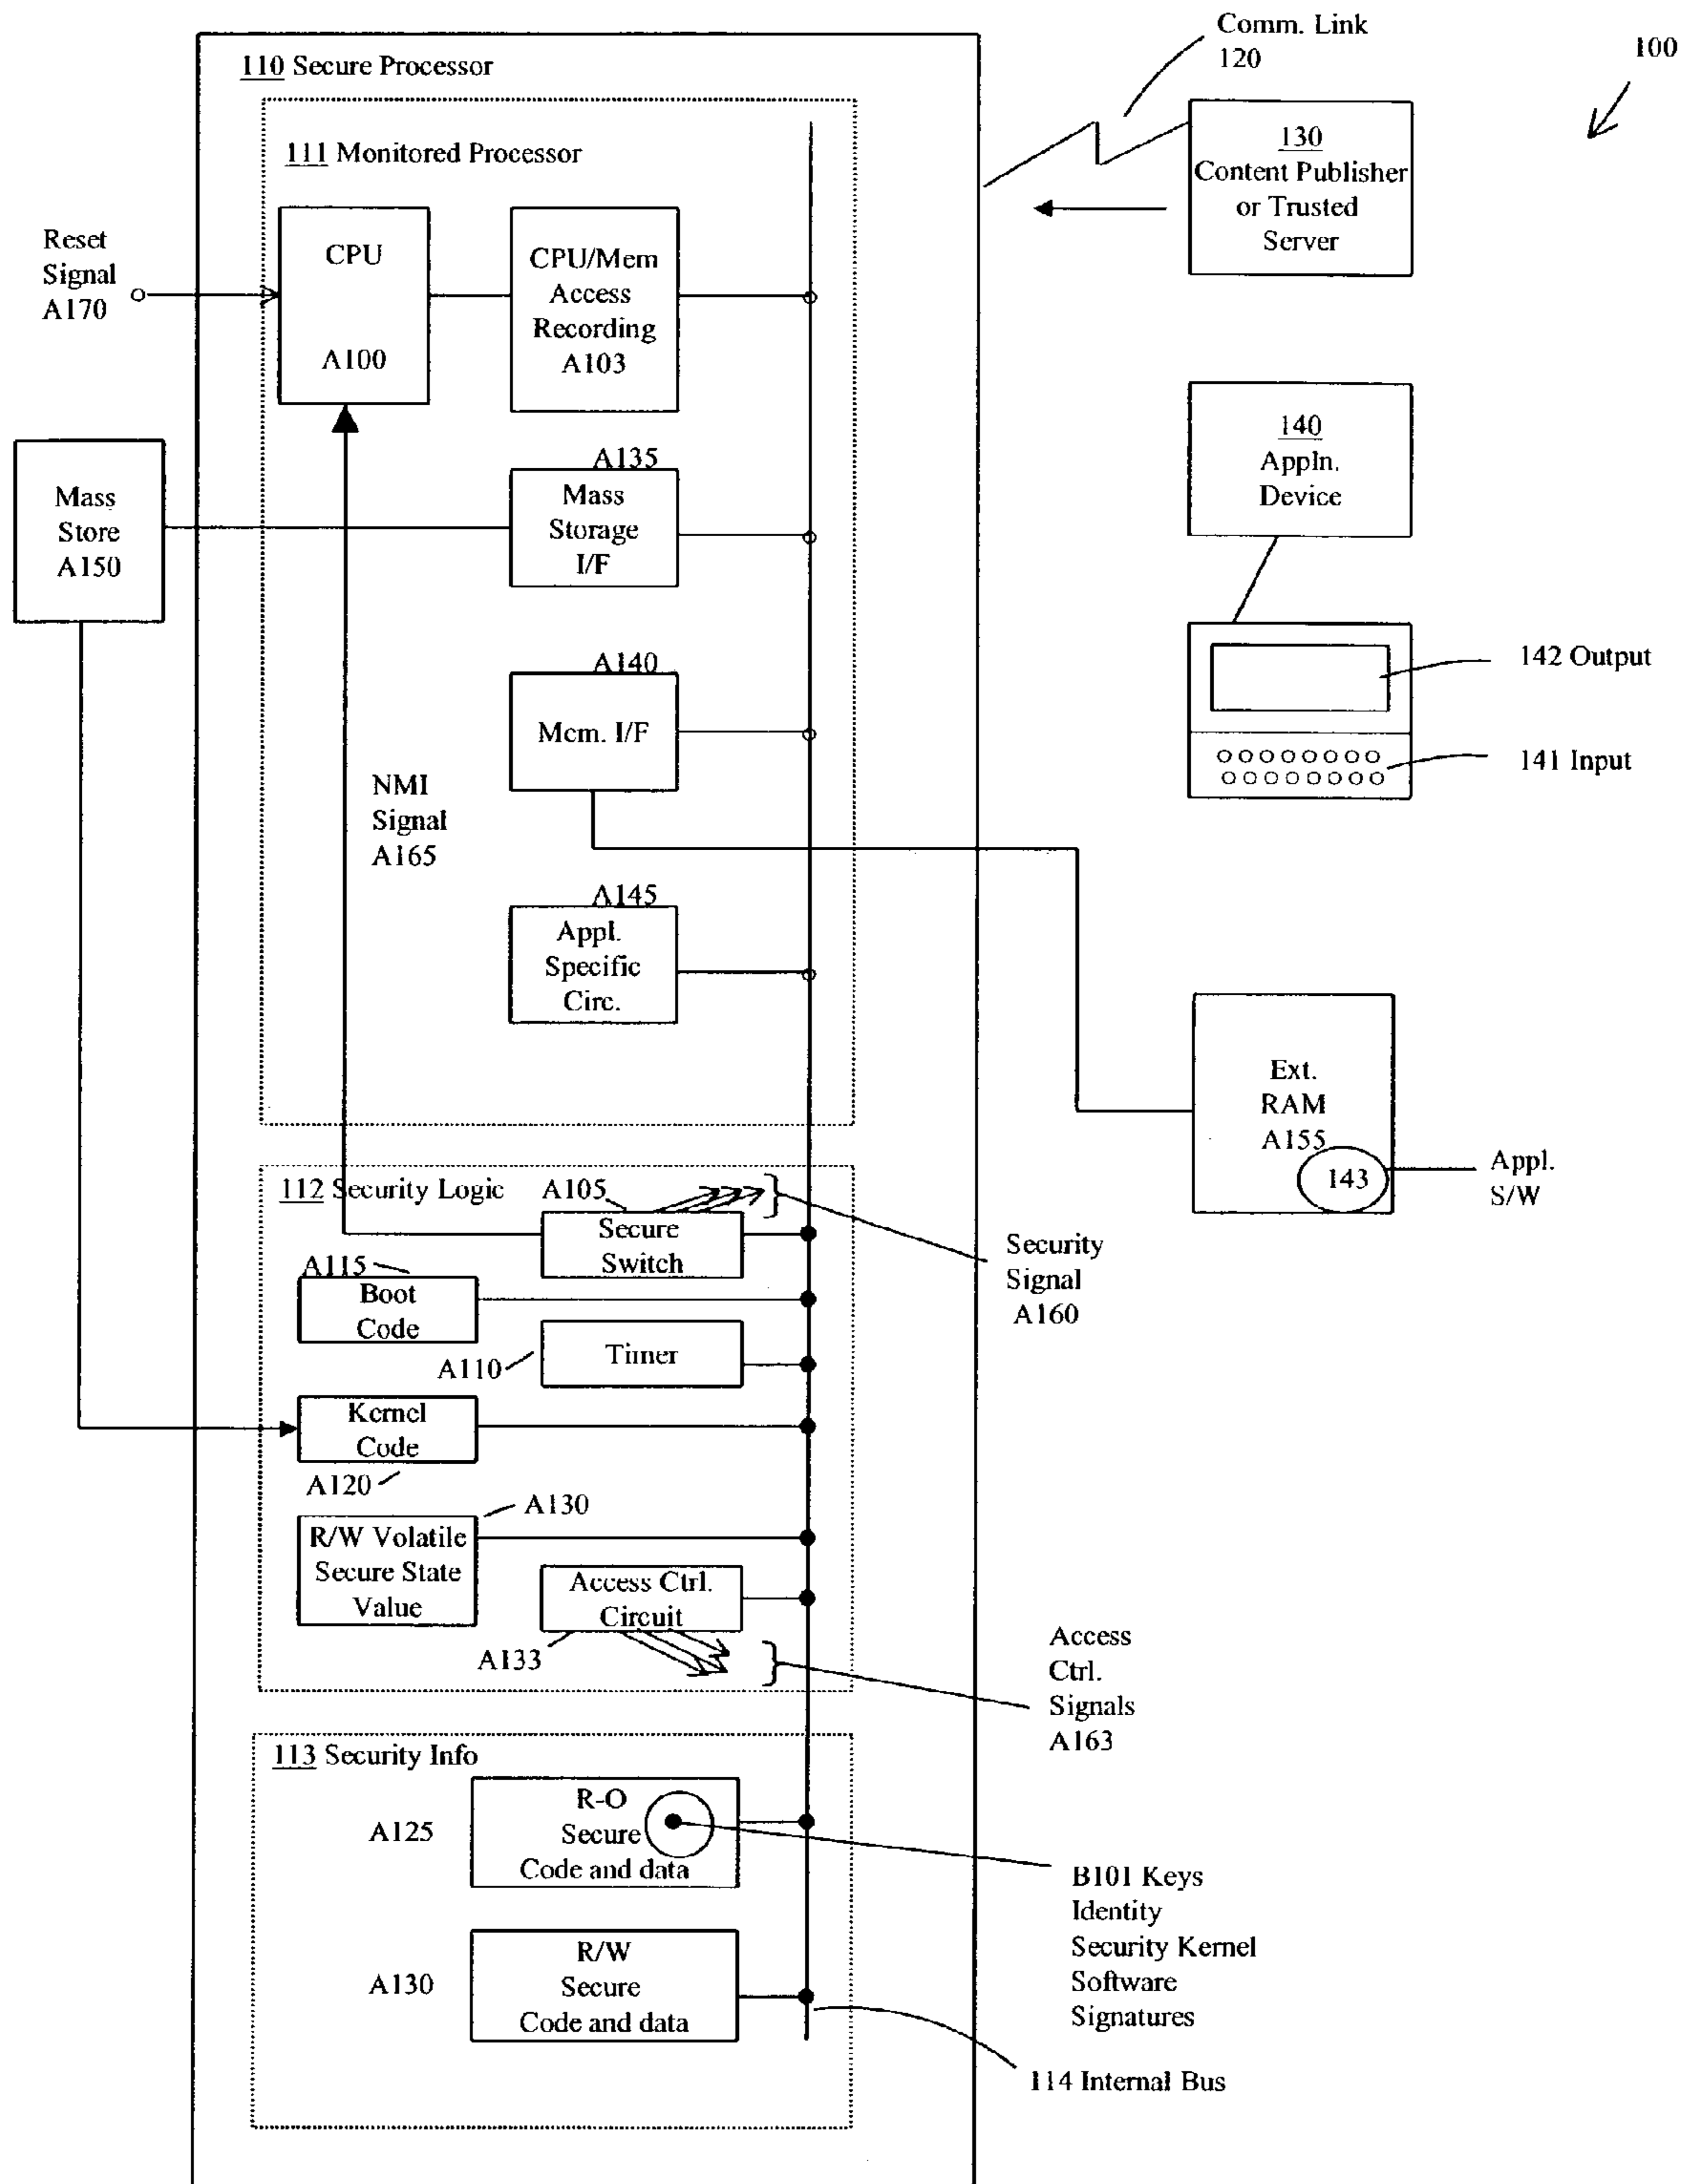 Comm. Link
120
100
110 Secure Processor
130
Content Publisher
or Trusted
Server
111 Monitored Processor
Reset
Signal
A170
CPU
A100
CPU/Mem
Access
Recording
A103
140
Appln.
Device
Mass
Store
A150
A135
Mass
Storage
I/F
142 Output
141 Input
A140
Mem. I/F
NMI
Signal
A165
A145
Appl.
Specific
Circ.
Ext.
RAM
A155
143
Appl.
S/W
112 Security Logic
A105
Secure
Switch
Security
Signal
A160
A115
Boot
Code
A110
Timer
Kernel
Code
A120
A130
R/W Volatile
Secure State
Value
Access Ctrl.
Circuit
A133
Access
Ctrl.
Signals
A163
113 Security Info
A125
R-O
Secure
Code and data
B101 Keys
Identity
Security Kernel
Software
Signatures
A130
R/W
Secure
Code and data
114 Internal Bus